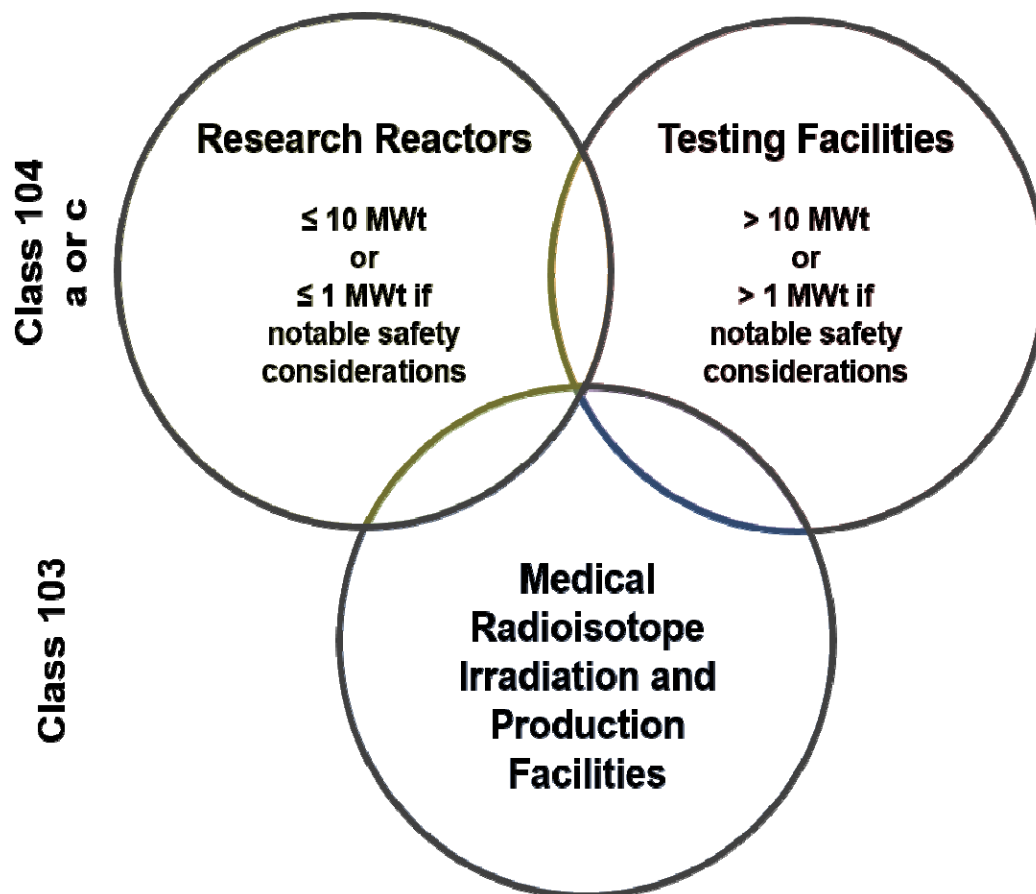 Class 104
a or c
Research Reactors
≤ 10 MWt
or
≤ 1 MWt if
notable safety
considerations
Testing Facilities
> 10 MWt
or
> 1 MWt if
notable safety
considerations
Class 103
Medical
Radioisotope
Irradiation and
Production
Facilities